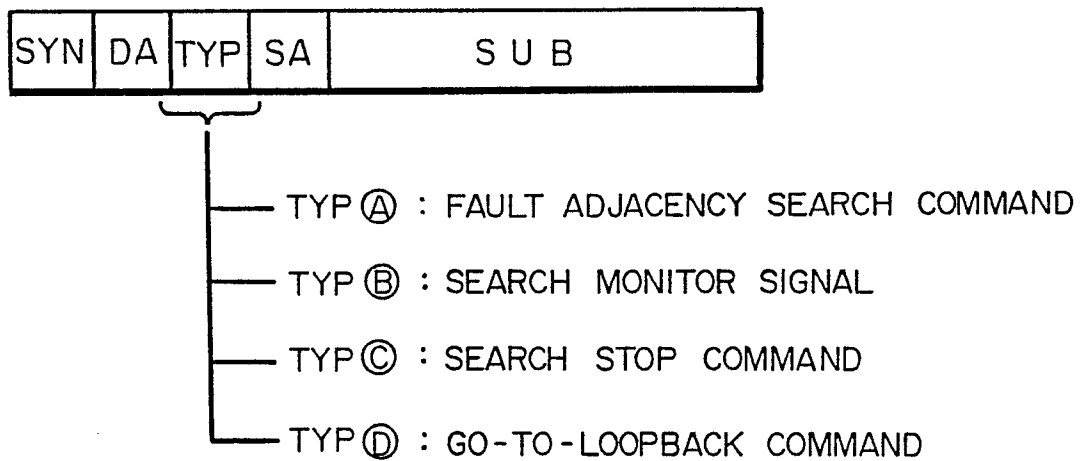 SYN DA TYP SA SUB
TYP Ⓐ : FAULT ADJACENCY SEARCH COMMAND
TYP Ⓑ : SEARCH MONITOR SIGNAL
TYP Ⓒ : SEARCH STOP COMMAND
TYP Ⓓ : GO-TO-LOOPBACK COMMAND